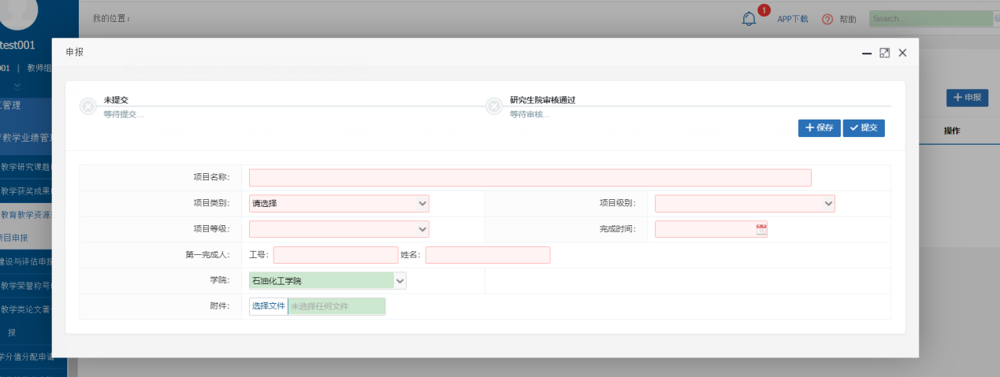 我的位置：
1
APP下载
帮助
Search...
test001
001 | 教师组
管理
教学业绩管
教学研究课题
教学获奖成果
教育教学资源
项目申报
建设与评估申报
教学荣誉称号
教学类论文著
报
学分值分配申请
申报
未提交
等待提交...
研究生院审核通过
等待审核...
保存
提交
项目名称：
项目类别： 请选择
项目级别：
项目等级：
完成时间：
第一完成人： 工号： 姓名：
学院： 石油化工学院
附件： 选择文件 未选择任何文件
申报
操作